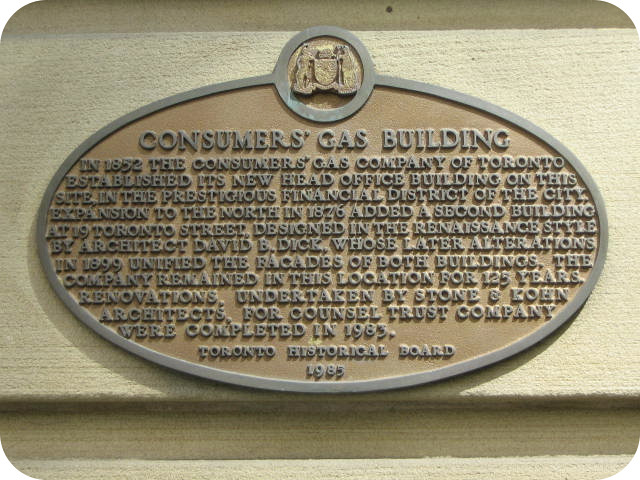 CONSUMERS' GAS BUILDING
IN 1852 THE CONSUMERS' GAS COMPANY OF TORONTO
ESTABLISHED ITS NEW HEAD OFFICE BUILDING ON THIS
SITE, IN THE PRESTIGIOUS FINANCIAL DISTRICT OF THE CITY.
EXPANSION TO THE NORTH IN 1876 ADDED A SECOND BUILDING
AT 19 TORONTO STREET, DESIGNED IN THE RENAISSANCE STYLE
BY ARCHITECT DAVID B. DICK, WHOSE LATER ALTERATIONS
IN 1899 UNIFIED THE FACADES OF BOTH BUILDINGS. THE
COMPANY REMAINED IN THIS LOCATION FOR 125 YEARS.
RENOVATIONS, UNDERTAKEN BY STONE & KOHN
ARCHITECTS, FOR COUNSEL TRUST COMPANY
WERE COMPLETED IN 1983.
TORONTO HISTORICAL BOARD
1985